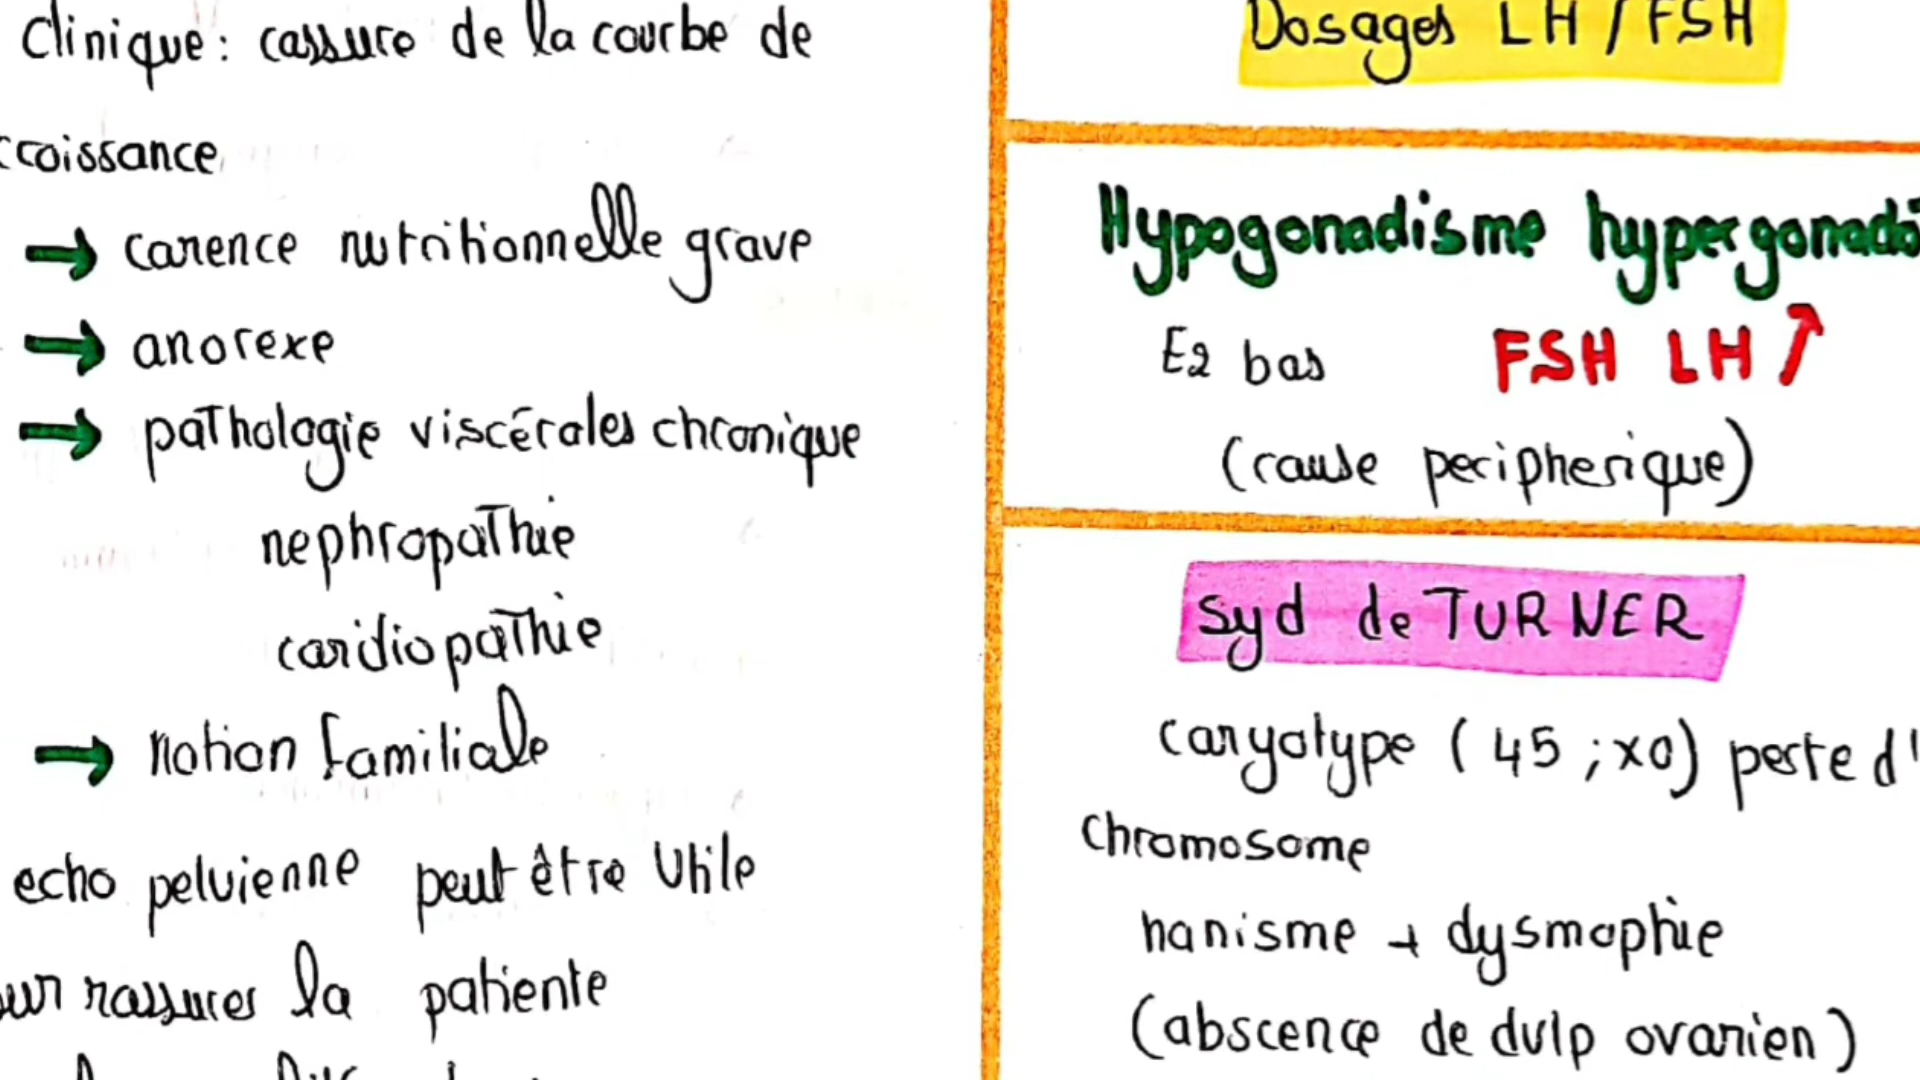 Clinique: cassure de la courbe de
croissance
→ carence nutritionnelle grave
→ anorexe
→ pathologie viscérales chronique
nephropathie
cardiopathie
→ notion familiale
echo pelvienne peut être utile
rassurer la patiente
Dosages LH / FSH
Hypogonadisme
E2 bas FSH LH ↗
(cause peripherique)
Syd de TURNER
caryotype (45 ; XO) perte d'
chromosome
nanisme + dysmophie
(abscence de dvlp ovarien)